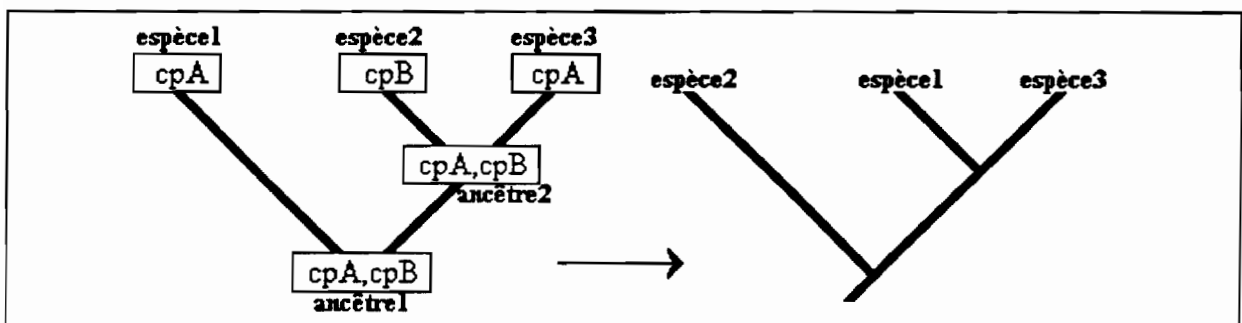 espèce1 espèce2 espèce3
cpA cpB cpA
espèce2 espèce1 espèce3
cpA,cpB
ancêtre2
cpA,cpB
ancêtre1